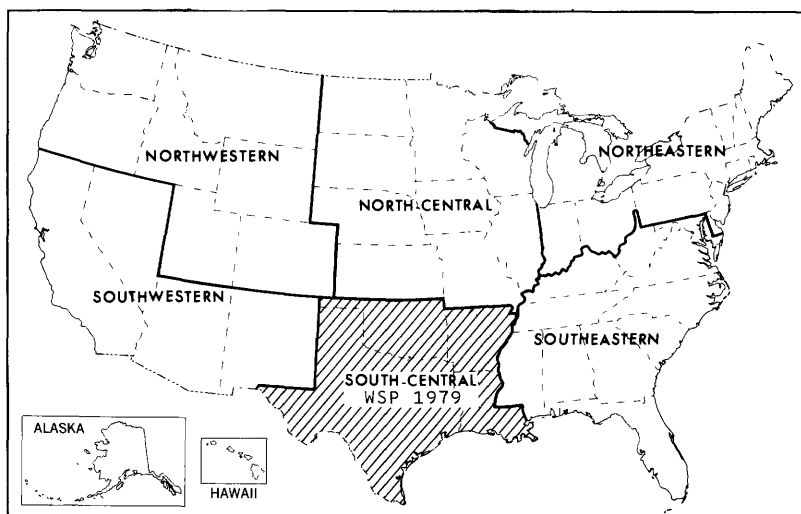 NORTHWESTERN
NORTH-CENTRAL
NORTHEASTERN
SOUTHWESTERN
SOUTHEASTERN
SOUTH-CENTRAL
WSP 1979
ALASKA
HAWAII